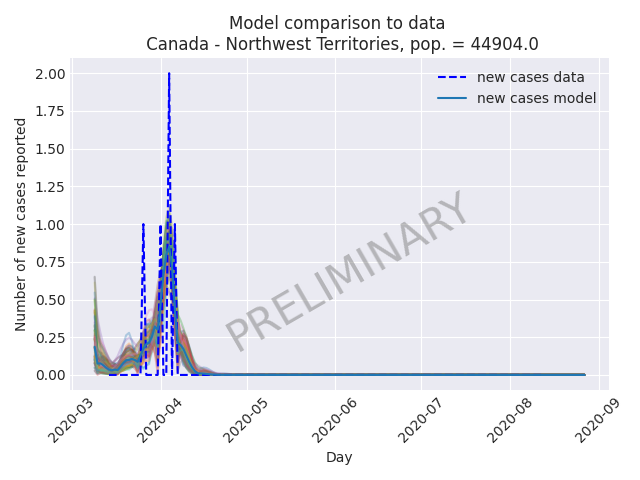 Model comparison to data
Canada - Northwest Territories, pop. = 44904.0
new cases data
new cases model
PRELIMINARY
Number of new cases reported
2.00
1.75
1.50
1.25
1.00
0.75
0.50
0.25
0.00
2020-03
2020-04
2020-05
2020-06
2020-07
2020-08
2020-09
Day